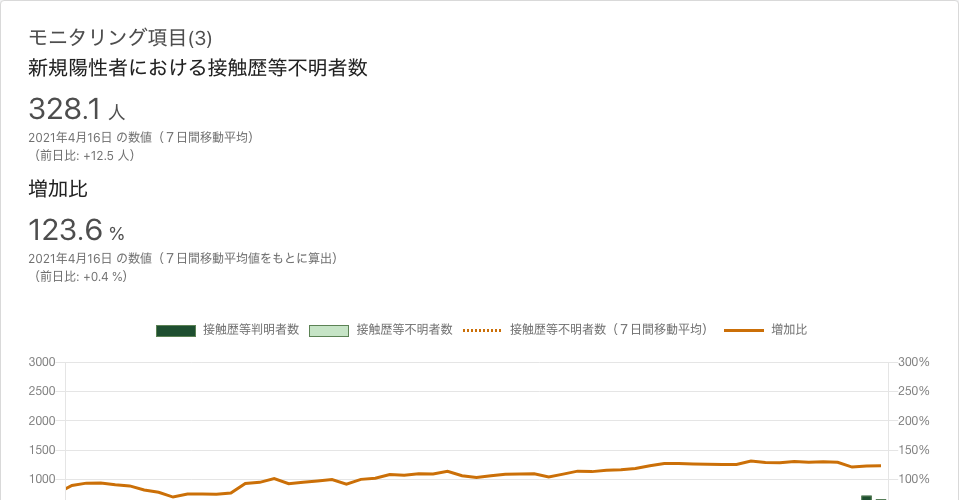 モニタリング項目(3)
新規陽性者における接触歴等不明者数
328.1 人
2021年4月16日 の数値（７日間移動平均）
（前日比: +12.5 人）
増加比
123.6 %
2021年4月16日 の数値（７日間移動平均値をもとに算出）
（前日比: +0.4 %）
接触歴等判明者数 接触歴等不明者数 接触歴等不明者数（７日間移動平均） 増加比
3000 300%
2500 250%
2000 200%
1500 150%
1000 100%